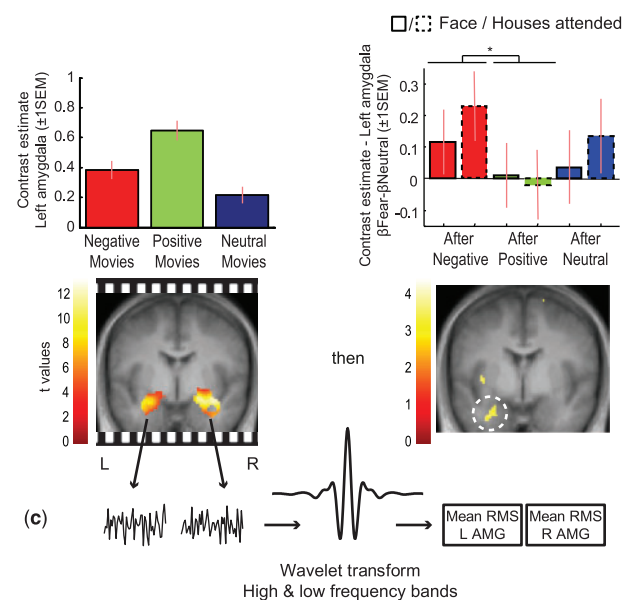 Face / Houses attended
Contrast estimate
Left amygdala (±1SEM)
1
0.8
0.6
0.4
0.2
0
Negative
Movies
Positive
Movies
Neutral
Movies
Contrast estimate - Left amygdala
βFear-βNeutral (±1SEM)
*
0.3
0.2
0.1
0
-0.1
After
Negative
After
Positive
After
Neutral
t values
12
10
8
6
4
2
0
L
R
then
4
3
2
1
0
(c)
Wavelet transform
High & low frequency bands
Mean RMS
L AMG
Mean RMS
R AMG